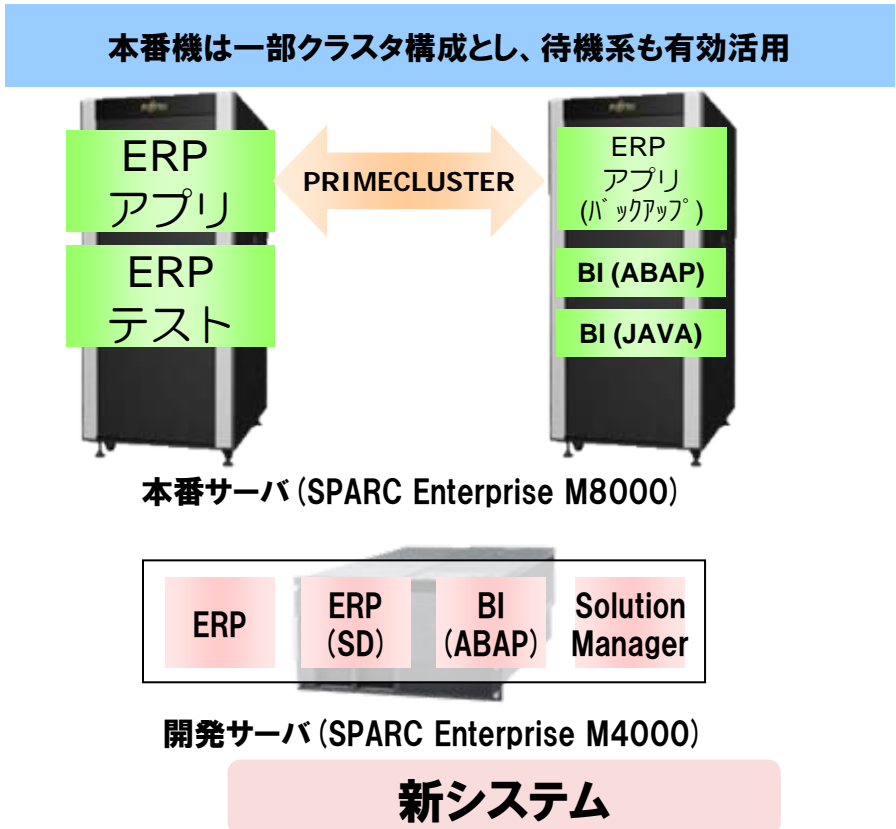 本番機は一部クラスタ構成とし、待機系も有効活用
FUJITSU
FUJITSU
ERP
アプリ
PRIMECLUSTER
ERP
アプリ
(ﾊﾞｯｸｱｯﾌﾟ)
ERP
テスト
BI (ABAP)
BI (JAVA)
本番サーバ(SPARC Enterprise M8000)
ERP
ERP
(SD)
BI
(ABAP)
Solution
Manager
開発サーバ(SPARC Enterprise M4000)
新システム